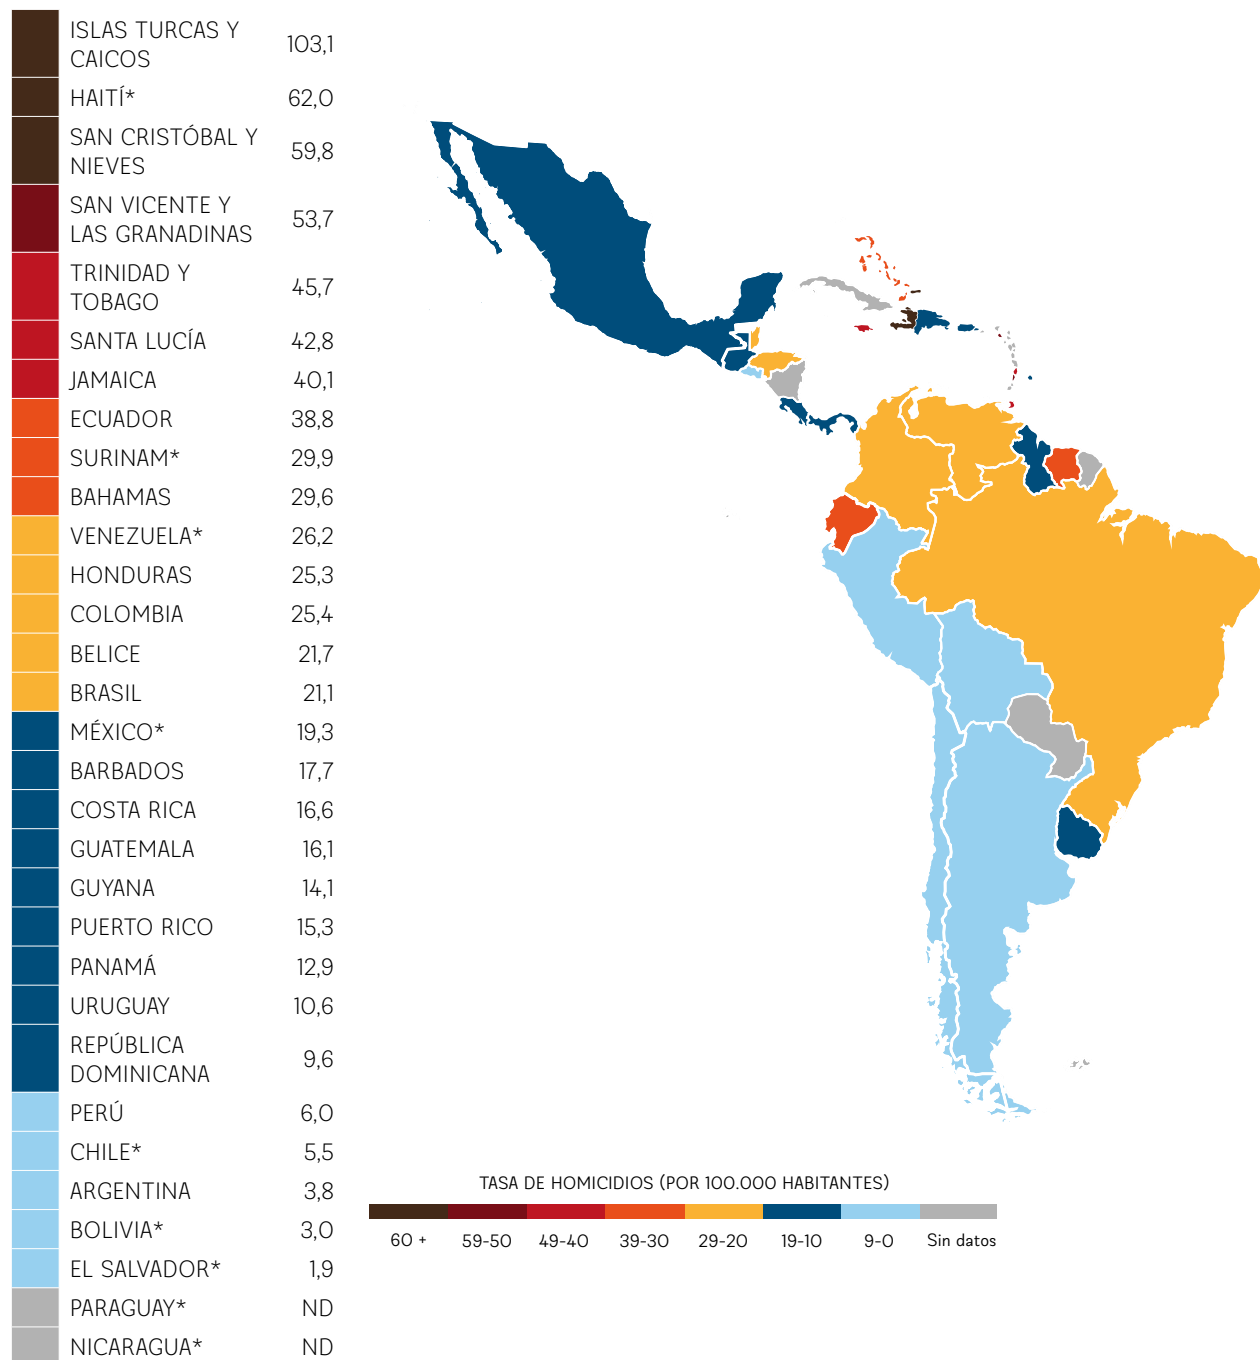 ISLAS TURCAS Y
CAICOS 103,1
HAITÍ* 62,0
SAN CRISTÓBAL Y
NIEVES 59,8
SAN VICENTE Y
LAS GRANADINAS 53,7
TRINIDAD Y
TOBAGO 45,7
SANTA LUCÍA 42,8
JAMAICA 40,1
ECUADOR 38,8
SURINAM* 29,9
BAHAMAS 29,6
VENEZUELA* 26,2
HONDURAS 25,3
COLOMBIA 25,4
BELICE 21,7
BRASIL 21,1
MÉXICO* 19,3
BARBADOS 17,7
COSTA RICA 16,6
GUATEMALA 16,1
GUYANA 14,1
PUERTO RICO 15,3
PANAMÁ 12,9
URUGUAY 10,6
REPÚBLICA
DOMINICANA 9,6
PERÚ 6,0
CHILE* 5,5
ARGENTINA 3,8
BOLIVIA* 3,0
EL SALVADOR* 1,9
PARAGUAY* ND
NICARAGUA* ND
TASA DE HOMICIDIOS (POR 100.000 HABITANTES)
60 + 59-50 49-40 39-30 29-20 19-10 9-0 Sin datos